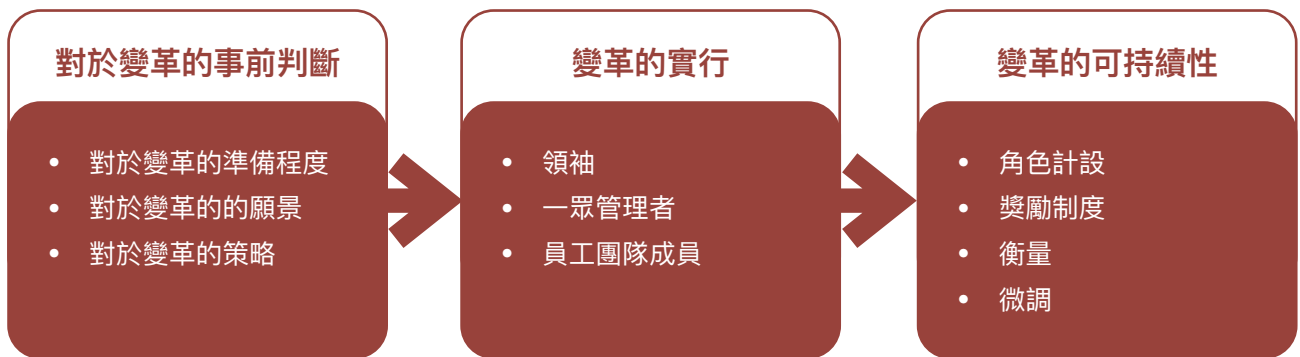 對於變革的事前判斷
• 對於變革的準備程度
• 對於變革的的願景
• 對於變革的策略
變革的實行
• 領袖
• 一眾管理者
• 員工團隊成員
變革的可持續性
• 角色計設
• 獎勵制度
• 衡量
• 微調